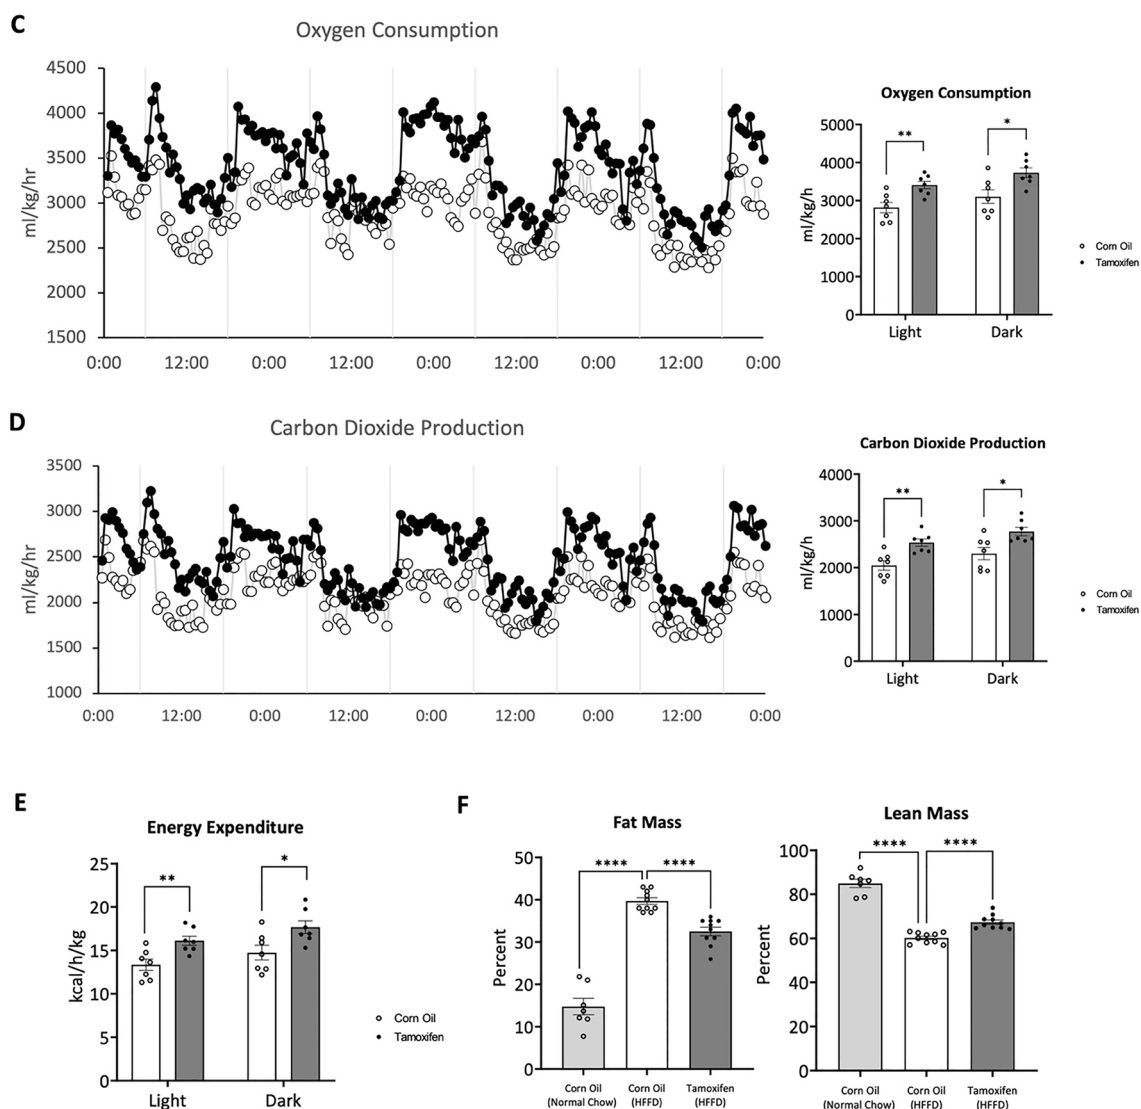 C
Oxygen Consumption
4500
4000
3500
3000
2500
2000
1500
ml/kg/hr
0:00 12:00 0:00 12:00 0:00 12:00 0:00 12:00 0:00
Oxygen Consumption
5000
4000
3000
2000
1000
0
ml/kg/h
** *
Light Dark
Corn Oil
Tamoxifen
D
Carbon Dioxide Production
3500
3000
2500
2000
1500
1000
ml/kg/hr
0:00 12:00 0:00 12:00 0:00 12:00 0:00 12:00 0:00
Carbon Dioxide Production
4000
3000
2000
1000
0
ml/kg/h
** *
Light Dark
Corn Oil
Tamoxifen
E
Energy Expenditure
25
20
15
10
5
0
kcal/h/kg
** *
Light Dark
Corn Oil
Tamoxifen
F
Fat Mass
50
40
30
20
10
0
Percent
**** ****
Corn Oil (Normal Chow)
Corn Oil (HFFD)
Tamoxifen (HFFD)
Lean Mass
100
80
60
40
20
0
Percent
**** ****
Corn Oil (Normal Chow)
Corn Oil (HFFD)
Tamoxifen (HFFD)